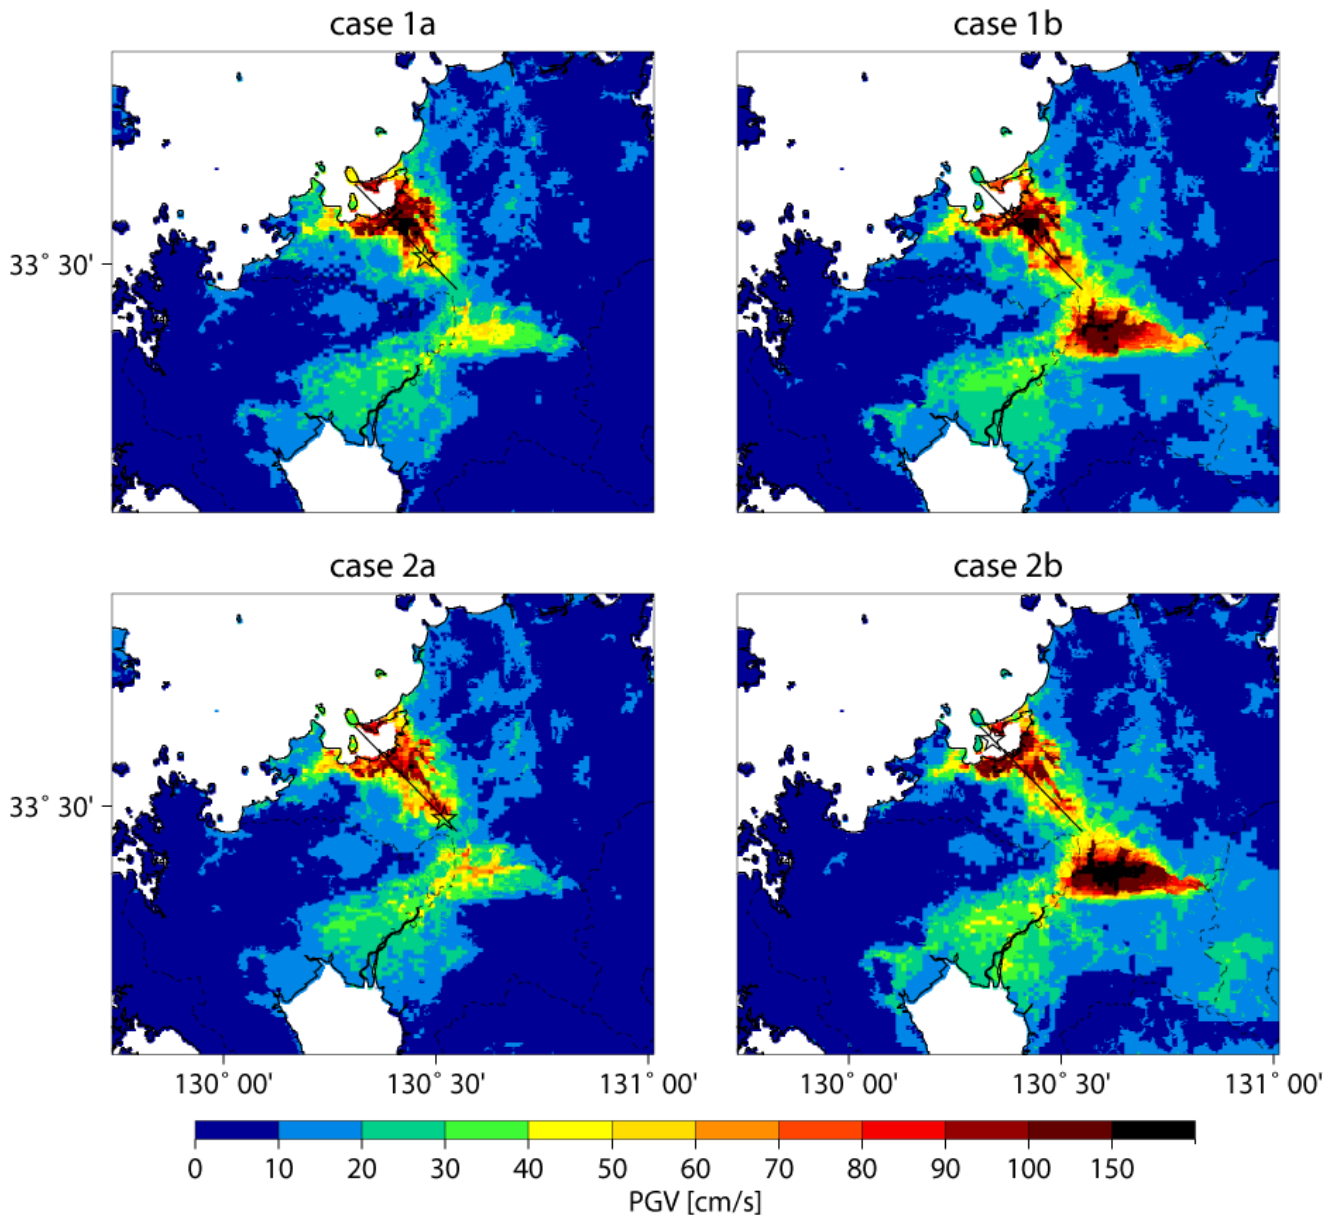 case 1a
case 1b
33° 30'
case 2a
case 2b
33° 30'
130° 00'
130° 30'
131° 00'
130° 00'
130° 30'
131° 00'
0 10 20 30 40 50 60 70 80 90 100 150
PGV [cm/s]